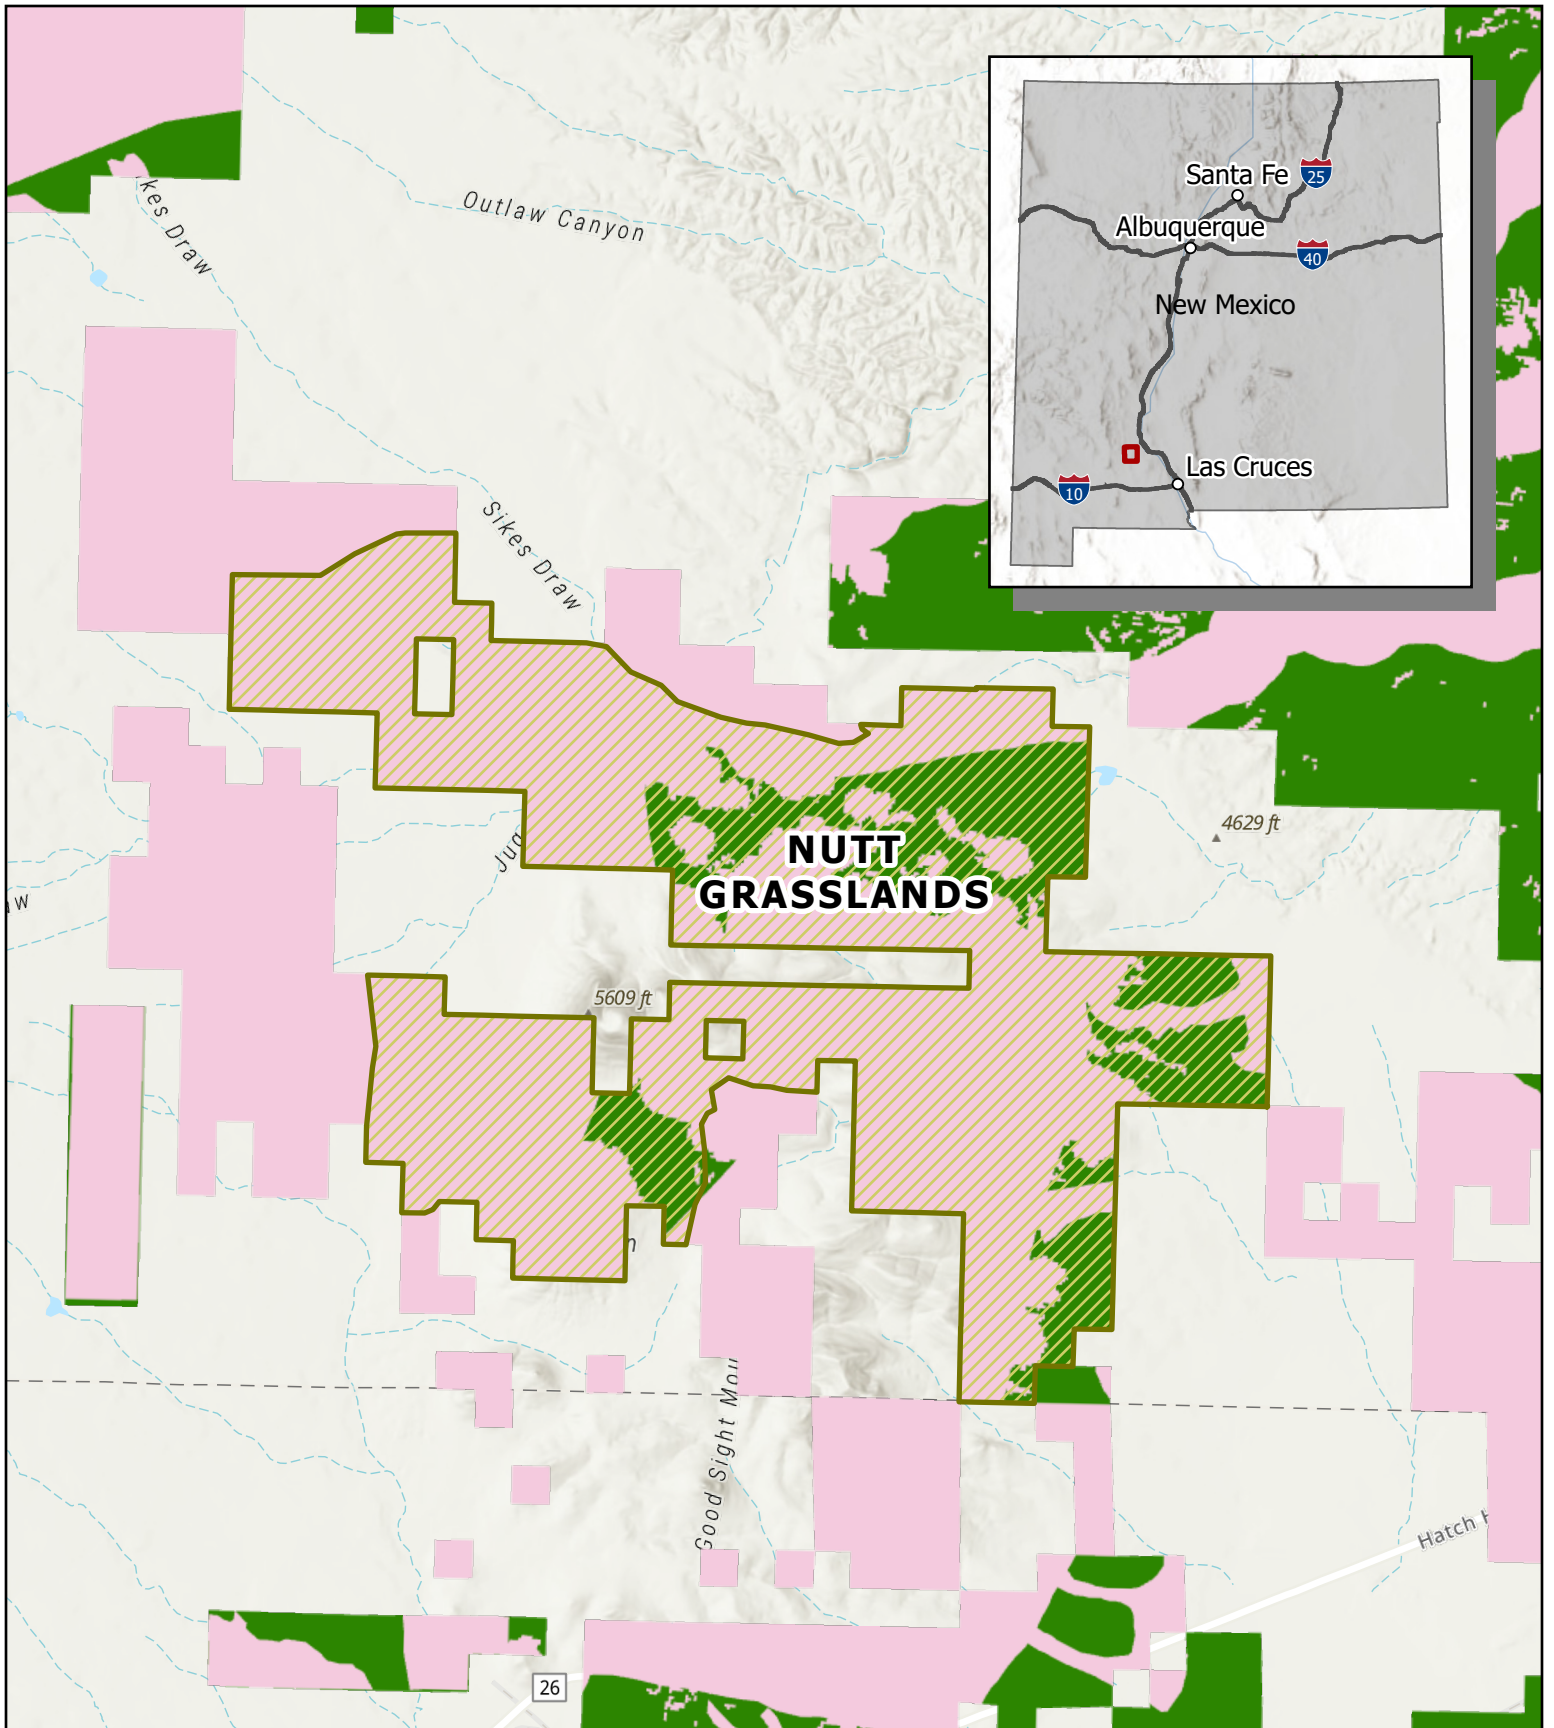 kes Draw
Outlaw Canyon
Santa Fe
25
Albuquerque
40
New Mexico
Las Cruces
10
Sikes Draw
4629 ft
Jug
NUTT
GRASSLANDS
5609 ft
n
Good Sight Mou
Hatch H
26